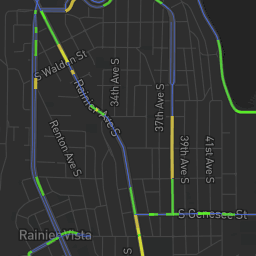 S Walden St
34th Ave S
37th Ave S
Rainier Ave S
Renton Ave S
39th Ave S
41st Ave S
S Genesee St
Rainier Vista
S